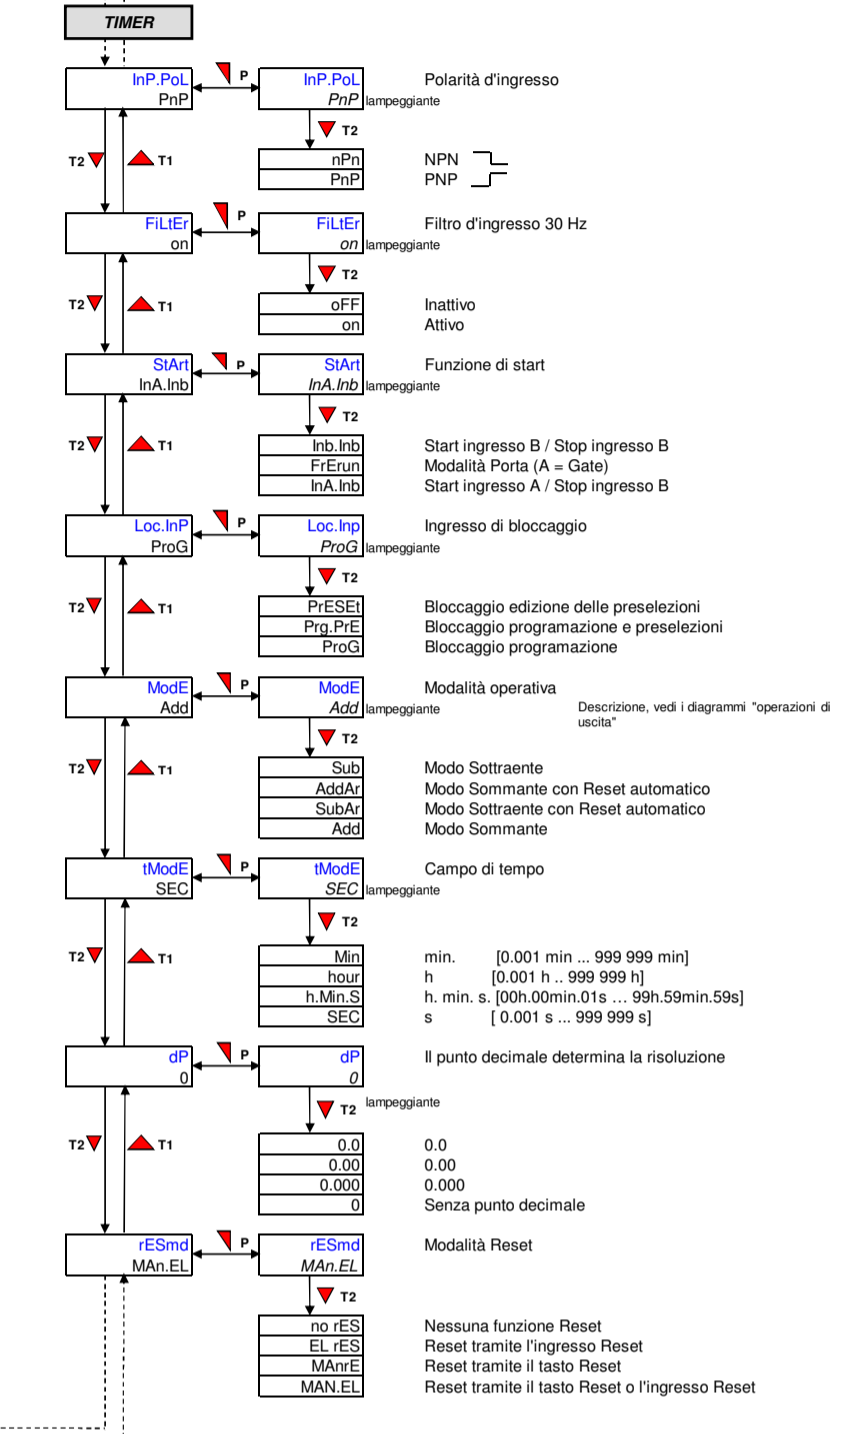 TIMER
InP.PoL P InP.PoL Polarità d'ingresso
PnP PnP lampeggiante
T2 T1 T2
nPn NPN
PnP PNP
FiLtEr P FiLtEr Filtro d'ingresso 30 Hz
on on lampeggiante
T2
T2 T1 oFF Inattivo
on Attivo
StArt P StArt Funzione di start
InA.Inb InA.Inb lampeggiante
T2
T2 T1 Inb.Inb Start ingresso B / Stop ingresso B
FrErun Modalità Porta (A = Gate)
InA.Inb Start ingresso A / Stop ingresso B
Loc.InP P Loc.Inp Ingresso di bloccaggio
ProG ProG lampeggiante
T2
T2 T1 PrESEt Bloccaggio edizione delle preselezioni
Prg.PrE Bloccaggio programazione e preselezioni
ProG Bloccaggio programazione
ModE P ModE Modalità operativa
Add Add lampeggiante Descrizione, vedi i diagrammi "operazioni di
uscita"
T2
T2 T1 Sub Modo Sottraente
AddAr Modo Sommante con Reset automatico
SubAr Modo Sottraente con Reset automatico
Add Modo Sommante
tModE P tModE Campo di tempo
SEC SEC lampeggiante
T2
T2 T1 Min min. [0.001 min ... 999 999 min]
hour h [0.001 h .. 999 999 h]
h.Min.S h. min. s. [00h.00min.01s … 99h.59min.59s]
SEC s [ 0.001 s ... 999 999 s]
dP P dP Il punto decimale determina la risoluzione
0 0
T2 lampeggiante
T2 T1 0.0 0.0
0.00 0.00
0.000 0.000
0 Senza punto decimale
rESmd P rESmd Modalità Reset
MAn.EL MAn.EL
T2
no rES Nessuna funzione Reset
EL rES Reset tramite l'ingresso Reset
MAnrE Reset tramite il tasto Reset
MAN.EL Reset tramite il tasto Reset o l'ingresso Reset